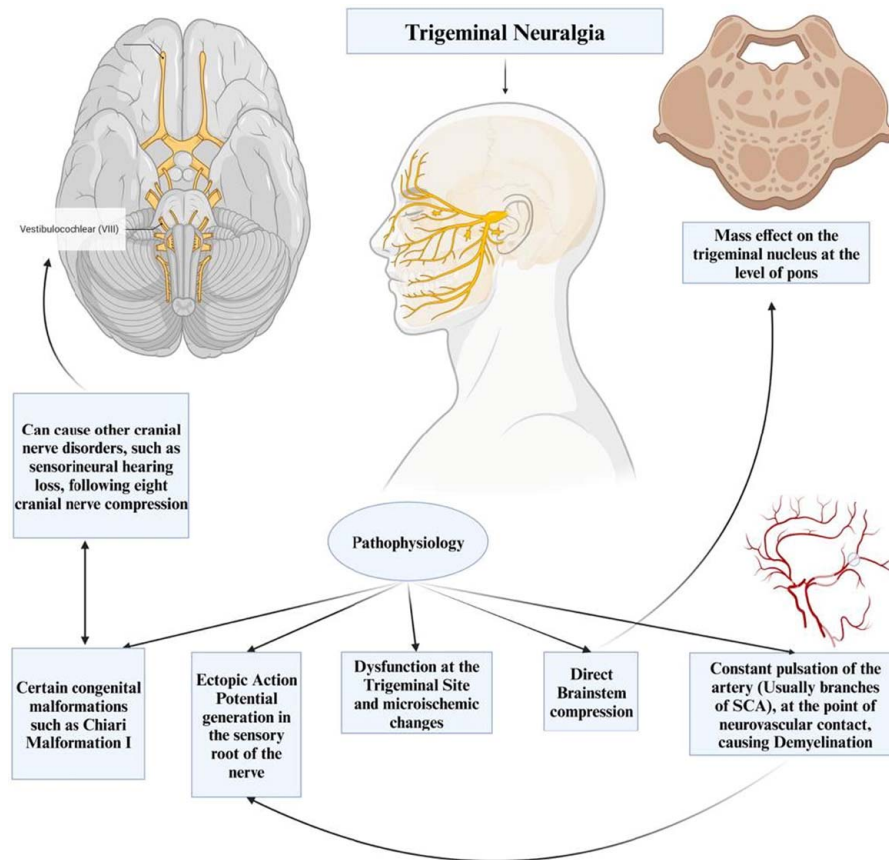 Trigeminal Neuralgia
Vestibulocochlear (VIII)
Mass effect on the
trigeminal nucleus at the
level of pons
Can cause other cranial
nerve disorders, such as
sensorineural hearing
loss, following eight
cranial nerve compression
Pathophysiology
Certain congenital
malformations
such as Chiari
Malformation I
Ectopic Action
Potential
generation in
the sensory
root of the
nerve
Dysfunction at the
Trigeminal Site
and microischemic
changes
Direct
Brainstem
compression
Constant pulsation of the
artery (Usually branches
of SCA), at the point of
neurovascular contact,
causing Demyelination